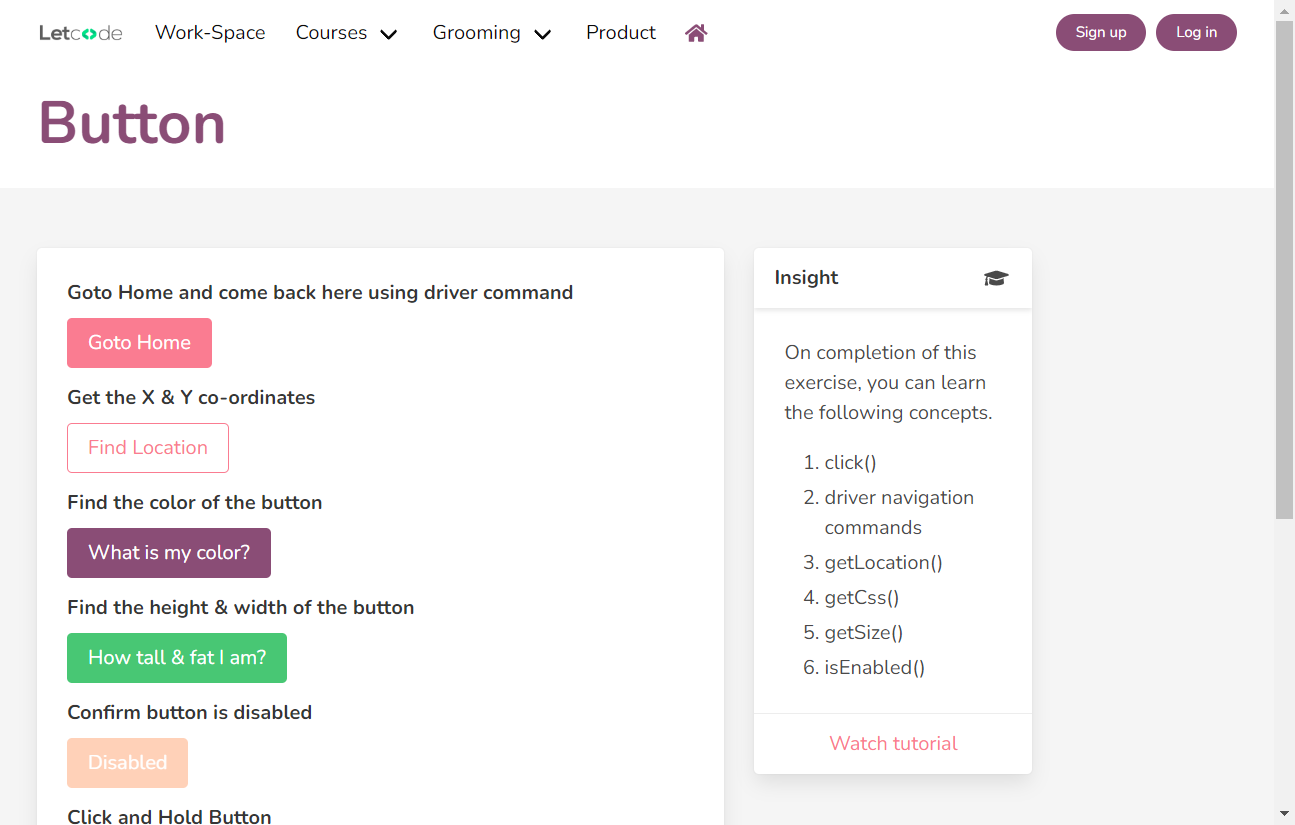 Letcode
Work-Space
Courses
Grooming
Product
Sign up
Log in
Button
Goto Home and come back here using driver command
Goto Home
Get the X & Y co-ordinates
Find Location
Find the color of the button
What is my color?
Find the height & width of the button
How tall & fat I am?
Confirm button is disabled
Disabled
Click and Hold Button
Insight
On completion of this
exercise, you can learn
the following concepts.
1. click()
2. driver navigation
commands
3. getLocation()
4. getCss()
5. getSize()
6. isEnabled()
Watch tutorial